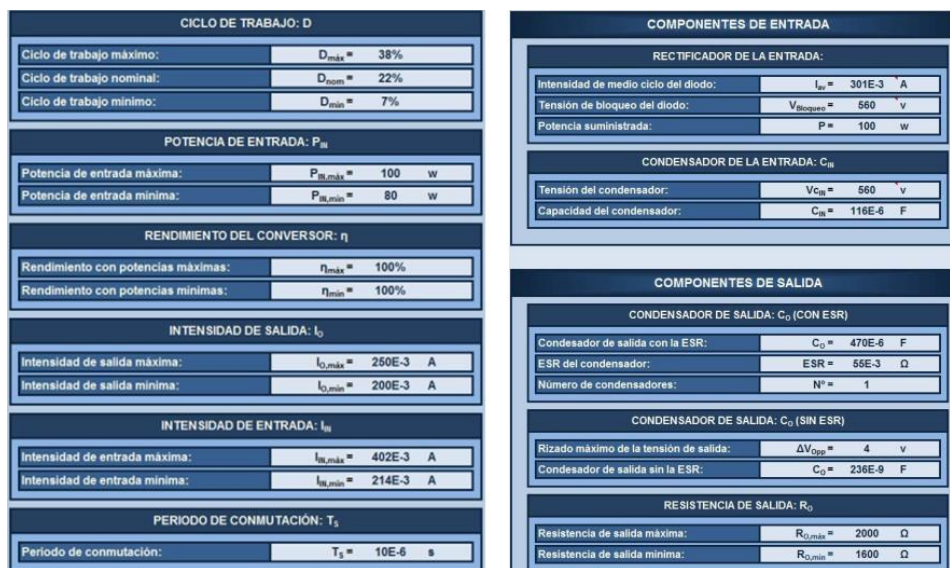 CICLO DE TRABAJO: D
Ciclo de trabajo máximo: Dmáx = 38%
Ciclo de trabajo nominal: Dnom = 22%
Ciclo de trabajo mínimo: Dmin = 7%
POTENCIA DE ENTRADA: PIN
Potencia de entrada máxima: PIN,máx = 100 w
Potencia de entrada mínima: PIN,min = 80 w
RENDIMIENTO DEL CONVERSOR: η
Rendimiento con potencias máximas: ηmáx = 100%
Rendimiento con potencias mínimas: ηmin = 100%
INTENSIDAD DE SALIDA: IO
Intensidad de salida máxima: IO,máx = 250E-3 A
Intensidad de salida mínima: IO,min = 200E-3 A
INTENSIDAD DE ENTRADA: IIN
Intensidad de entrada máxima: IIN,máx = 402E-3 A
Intensidad de entrada mínima: IIN,min = 214E-3 A
PERIODO DE CONMUTACIÓN: TS
Periodo de conmutación: TS = 10E-6 s
COMPONENTES DE ENTRADA
RECTIFICADOR DE LA ENTRADA:
Intensidad de medio ciclo del diodo: Iav = 301E-3 A
Tensión de bloqueo del diodo: VBloqueo = 560 v
Potencia suministrada: P = 100 w
CONDENSADOR DE LA ENTRADA: CIN
Tensión del condensador: VcIN = 560 v
Capacidad del condensador: CIN = 116E-6 F
COMPONENTES DE SALIDA
CONDENSADOR DE SALIDA: CO (CON ESR)
Condesador de salida con la ESR: CO = 470E-6 F
ESR del condensador: ESR = 55E-3 Ω
Número de condensadores: Nº = 1
CONDENSADOR DE SALIDA: CO (SIN ESR)
Rizado máximo de la tensión de salida: ΔVOpp = 4 v
Condesador de salida sin la ESR: CO = 236E-9 F
RESISTENCIA DE SALIDA: RO
Resistencia de salida máxima: RO,máx = 2000 Ω
Resistencia de salida mínima: RO,min = 1600 Ω